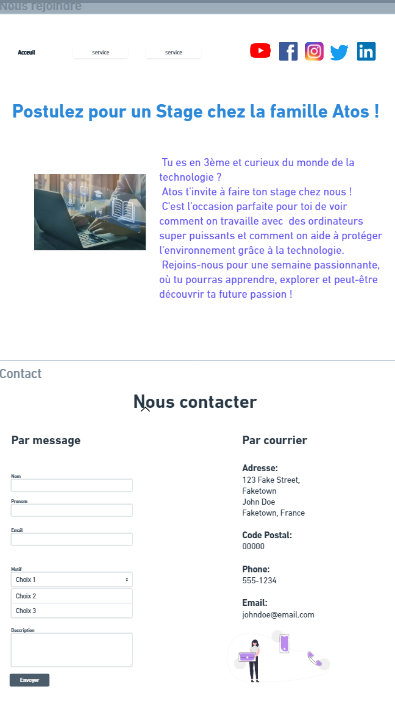 Nous rejoindre
Acceuil
service
service
Postulez pour un Stage chez la famille Atos !
Tu es en 3ème et curieux du monde de la
technologie ?
Atos t'invite à faire ton stage chez nous !
C'est l'occasion parfaite pour toi de voir
comment on travaille avec des ordinateurs
super puissants et comment on aide à protéger
l'environnement grâce à la technologie.
Rejoins-nous pour une semaine passionnante,
où tu pourras apprendre, explorer et peut-être
découvrir ta future passion !
Contact
Nous contacter
Par message
Nom
Prenom
Email
Motif
Choix 1
Choix 2
Choix 3
Description
Envoyer
Par courrier
Adresse:
123 Fake Street,
Faketown
John Doe
Faketown, France
Code Postal:
00000
Phone:
555-1234
Email:
johndoe@email.com